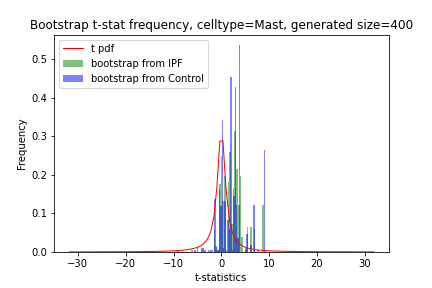 Bootstrap t-stat frequency, celltype=Mast, generated size=400
t pdf
bootstrap from IPF
bootstrap from Control
Frequency
0.5
0.4
0.3
0.2
0.1
0.0
−30
−20
−10
0
10
20
30
t-statistics